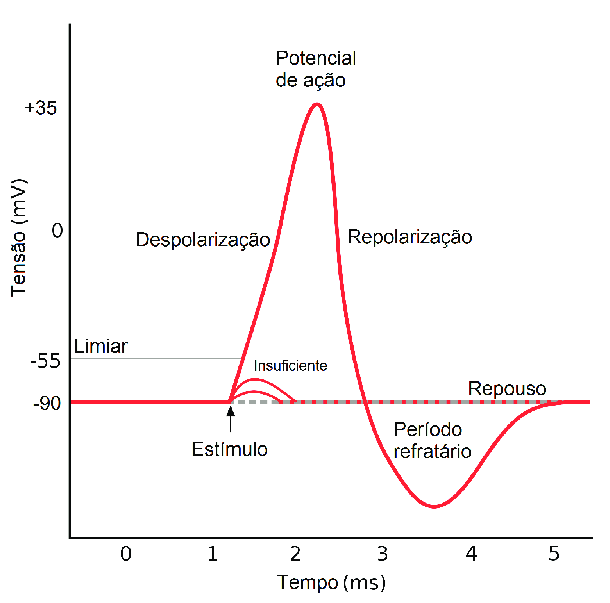 Potencial
de ação
+35
Despolarização
Repolarização
0
Tensão (mV)
Limiar
-55
Insuficiente
Repouso
-90
Estímulo
Período
refratário
0 1 2 3 4 5
Tempo (ms)